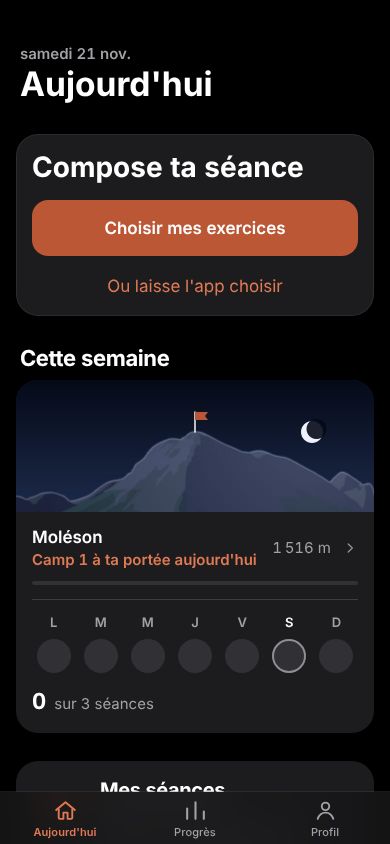 samedi 21 nov.
Aujourd'hui
Compose ta séance
Choisir mes exercices
Ou laisse l'app choisir
Cette semaine
Moléson
1 516 m
Camp 1 à ta portée aujourd'hui
L M M J V S D
0 sur 3 séances
Mes séances
Aujourd'hui Progrès Profil